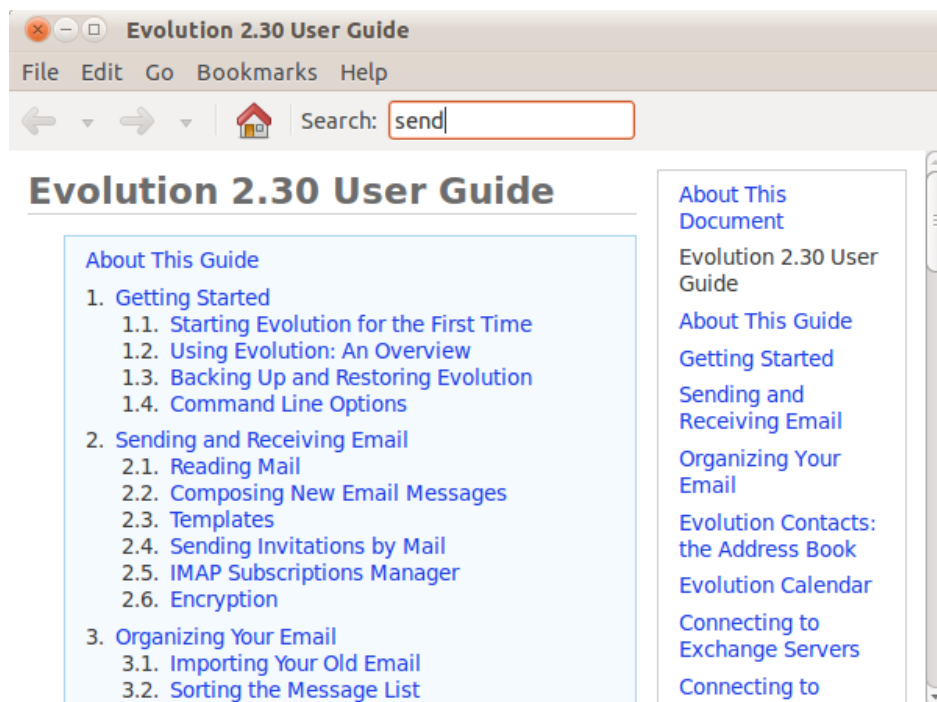 Evolution 2.30 User Guide
File Edit Go Bookmarks Help
Search: send
Evolution 2.30 User Guide
About This Guide
1. Getting Started
1.1. Starting Evolution for the First Time
1.2. Using Evolution: An Overview
1.3. Backing Up and Restoring Evolution
1.4. Command Line Options
2. Sending and Receiving Email
2.1. Reading Mail
2.2. Composing New Email Messages
2.3. Templates
2.4. Sending Invitations by Mail
2.5. IMAP Subscriptions Manager
2.6. Encryption
3. Organizing Your Email
3.1. Importing Your Old Email
3.2. Sorting the Message List
About This
Document
Evolution 2.30 User
Guide
About This Guide
Getting Started
Sending and
Receiving Email
Organizing Your
Email
Evolution Contacts:
the Address Book
Evolution Calendar
Connecting to
Exchange Servers
Connecting to